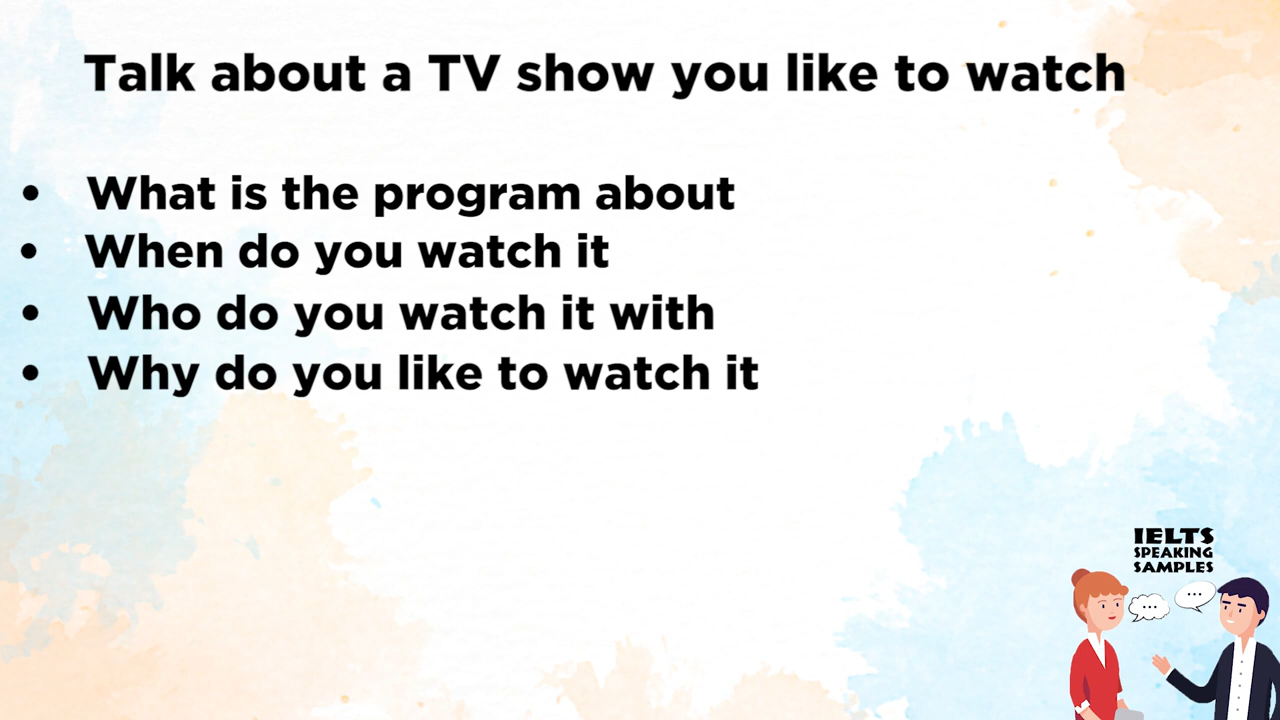 Talk about a TV show you like to watch
• What is the program about
• When do you watch it
• Who do you watch it with
• Why do you like to watch it
IELTS
SPEAKING
SAMPLES